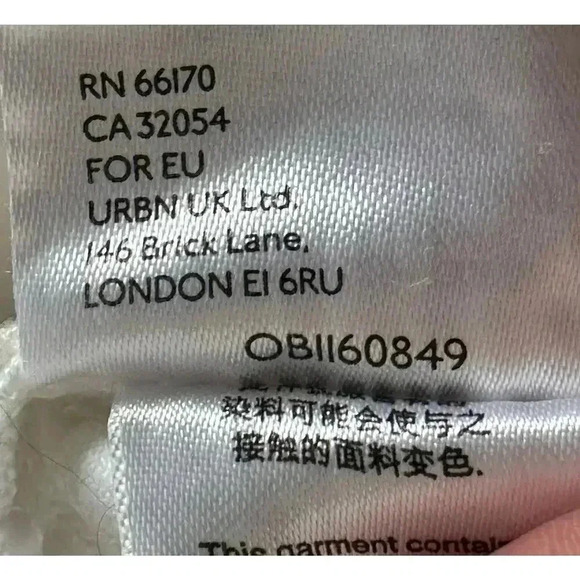 RN 66170
CA 32054
FOR EU
URBN UK Ltd.
146 Brick Lane,
LONDON E1 6RU
OB1160849
染料可能会使与之
接触的面料变色.
This garment contai